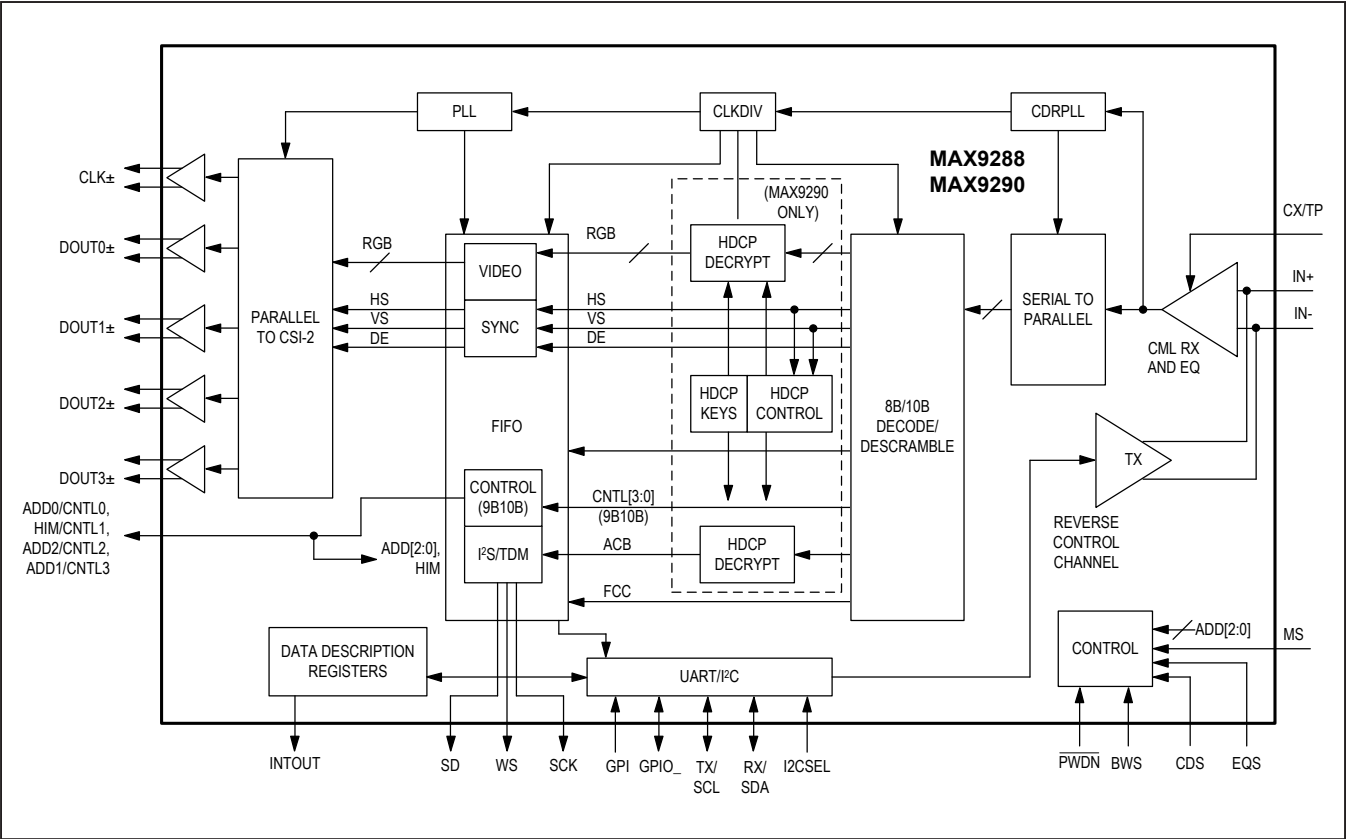 PLL
CLKDIV
CDRPLL
MAX9288
MAX9290
(MAX9290
ONLY)
CX/TP
CLK±
DOUT0±
DOUT1±
DOUT2±
DOUT3±
PARALLEL
TO CSI-2
RGB
HS
VS
DE
VIDEO
SYNC
FIFO
CONTROL
(9B10B)
I²S/TDM
RGB
HS
VS
DE
HDCP
DECRYPT
HDCP
KEYS
HDCP
CONTROL
CNTL[3:0]
(9B10B)
ACB
HDCP
DECRYPT
FCC
8B/10B
DECODE/
DESCRAMBLE
SERIAL TO
PARALLEL
CML RX
AND EQ
IN+
IN-
TX
REVERSE
CONTROL
CHANNEL
ADD0/CNTL0,
HIM/CNTL1,
ADD2/CNTL2,
ADD1/CNTL3
ADD[2:0],
HIM
DATA DESCRIPTION
REGISTERS
UART/I²C
CONTROL
ADD[2:0]
MS
INTOUT
SD
WS
SCK
GPI
GPIO_
TX/
SCL
RX/
SDA
I2CSEL
PWDN
BWS
CDS
EQS